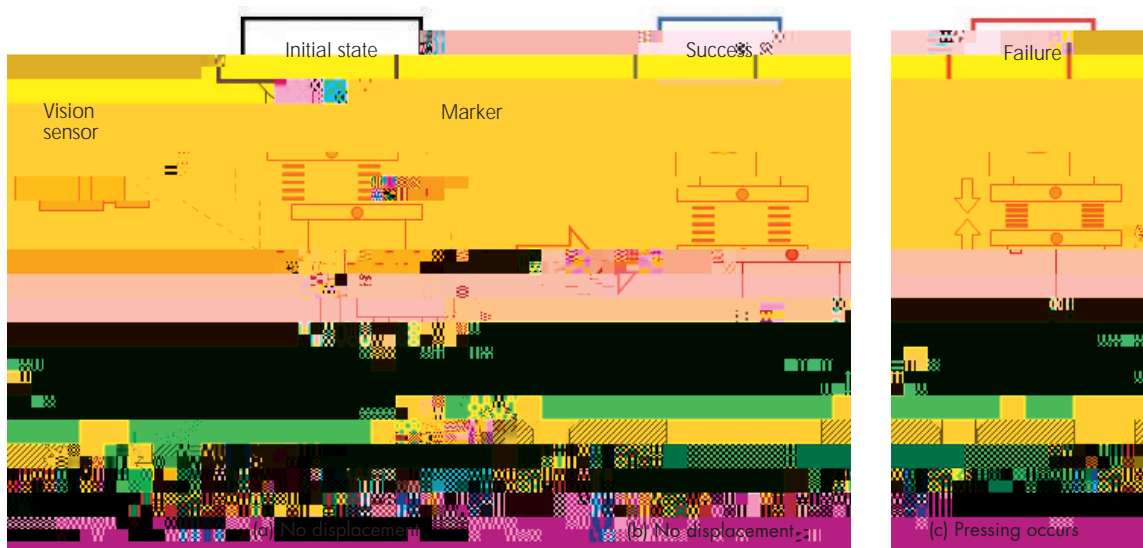 Initial state
Success
Failure
Vision
sensor
Marker
(a) No displacement
(b) No displacement
(c) Pressing occurs